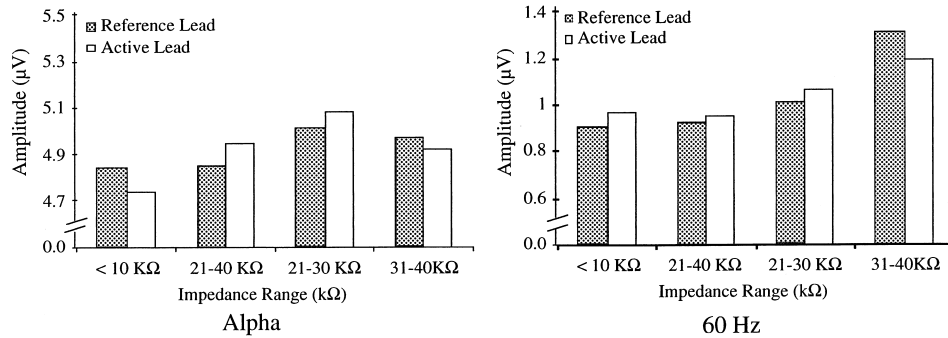 5.5
5.3
5.1
4.9
4.7
0.0
Amplitude (µV)
Reference Lead
Active Lead
< 10 KΩ 21-40 KΩ 21-30 KΩ 31-40KΩ
Impedance Range (kΩ)
Alpha
1.4
1.2
1
0.8
0.6
0.0
Amplitude (µV)
Reference Lead
Active Lead
< 10 KΩ 21-40 KΩ 21-30 KΩ 31-40KΩ
Impedance Range (kΩ)
60 Hz